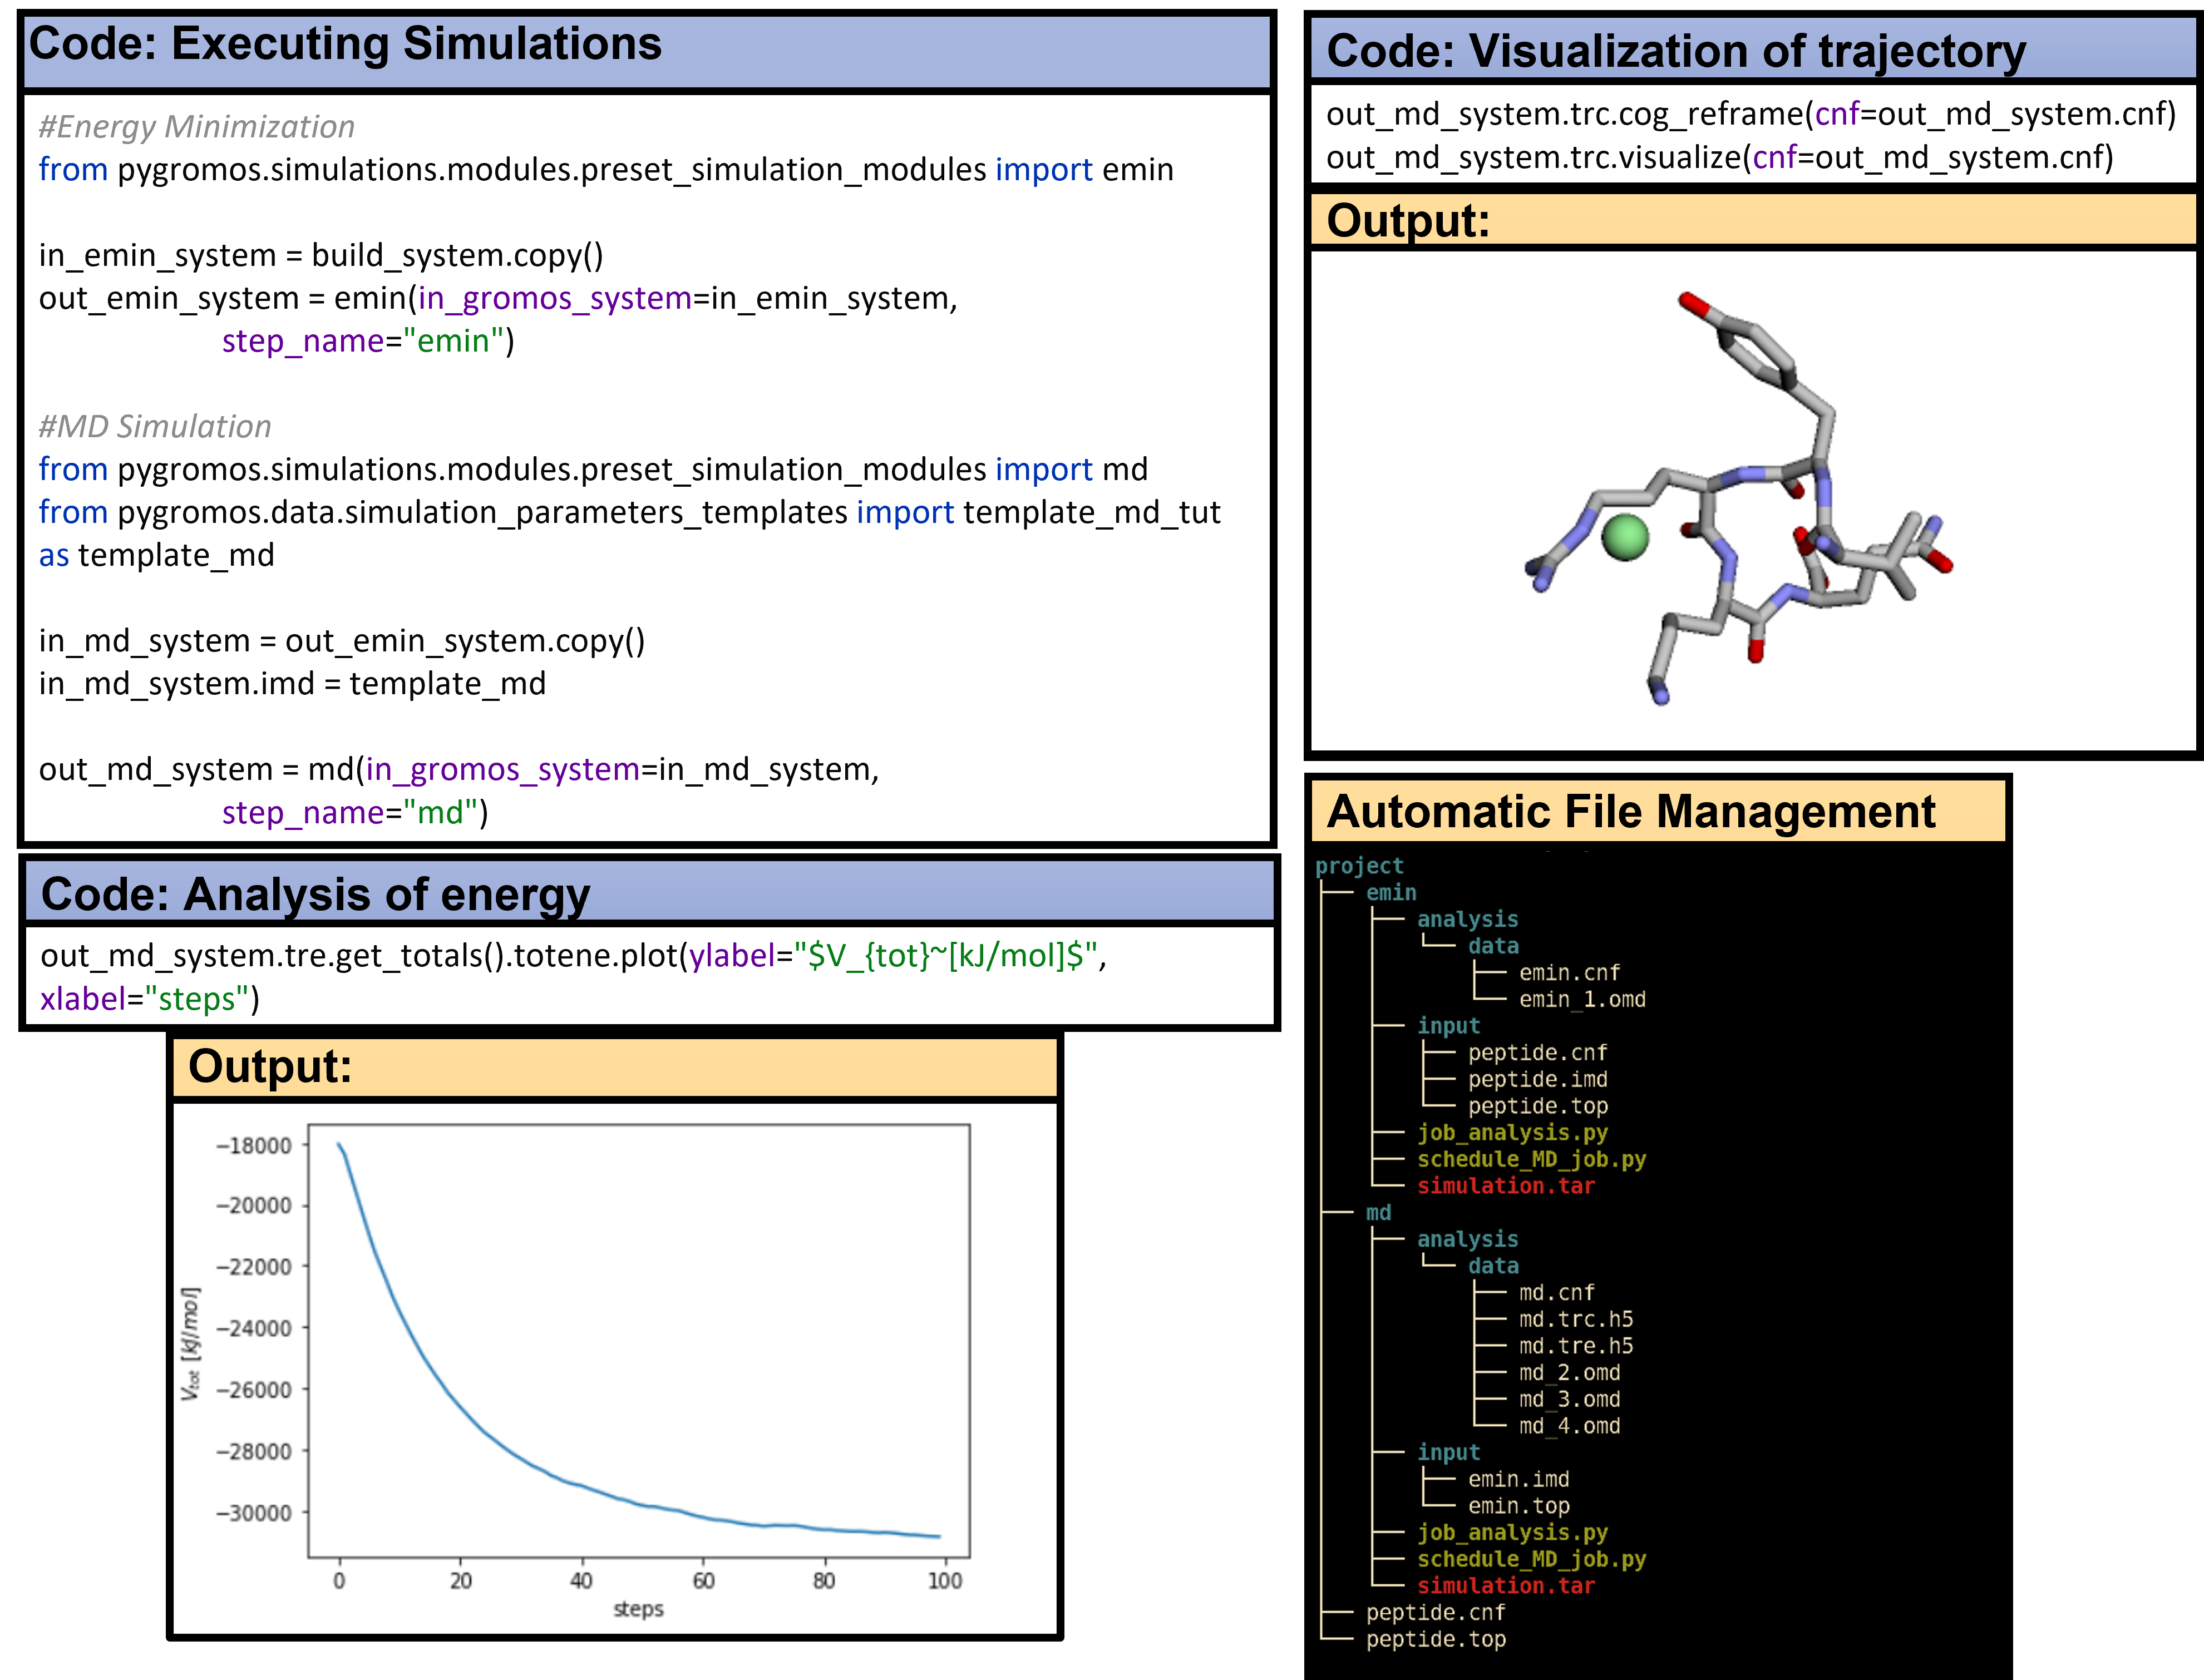 Code: Executing Simulations
#Energy Minimization
from pygromos.simulations.modules.preset_simulation_modules import emin
in_emin_system = build_system.copy()
out_emin_system = emin(in_gromos_system=in_emin_system,
step_name="emin")
#MD Simulation
from pygromos.simulations.modules.preset_simulation_modules import md
from pygromos.data.simulation_parameters_templates import template_md_tut
as template_md
in_md_system = out_emin_system.copy()
in_md_system.imd = template_md
out_md_system = md(in_gromos_system=in_md_system,
step_name="md")
Code: Analysis of energy
out_md_system.tre.get_totals().totene.plot(ylabel="$V_{tot}~[kJ/mol]$",
xlabel="steps")
Output:
V_tot [kJ/mol]
−18000
−20000
−22000
−24000
−26000
−28000
−30000
0 20 40 60 80 100
steps
Code: Visualization of trajectory
out_md_system.trc.cog_reframe(cnf=out_md_system.cnf)
out_md_system.trc.visualize(cnf=out_md_system.cnf)
Output:
Automatic File Management
project
emin
analysis
data
emin.cnf
emin_1.omd
input
peptide.cnf
peptide.imd
peptide.top
job_analysis.py
schedule_MD_job.py
simulation.tar
md
analysis
data
md.cnf
md.trc.h5
md.tre.h5
md_2.omd
md_3.omd
md_4.omd
input
emin.imd
emin.top
job_analysis.py
schedule_MD_job.py
simulation.tar
peptide.cnf
peptide.top